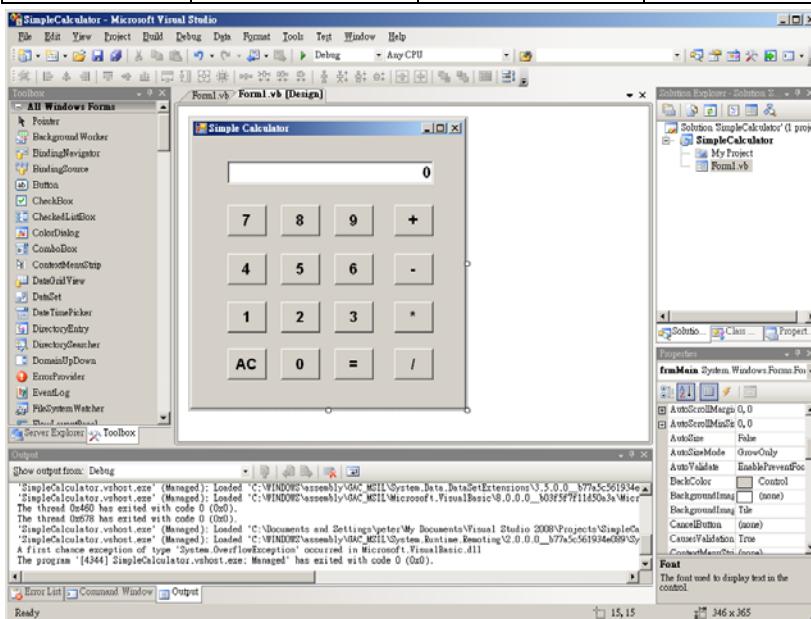 SimpleCalculator - Microsoft Visual Studio
File Edit View Project Build Debug Data Format Tools Test Window Help
Debug Any CPU
Toolbox
All Windows Forms
Pointer
BackgroundWorker
BindingNavigator
BindingSource
Button
CheckBox
CheckedListBox
ColorDialog
ComboBox
ContextMenuStrip
DataGridView
DataSet
DateTimePicker
DirectoryEntry
DirectorySearcher
DomainUpDown
ErrorProvider
EventLog
FileSystemWatcher
FlowLayoutPanel
Server Explorer Toolbox
Form1.vb Form1.vb [Design]
Simple Calculator
0
7 8 9 +
4 5 6 -
1 2 3 *
AC 0 = /
Solution Explorer - Solution 'S...
Solution 'SimpleCalculator' (1 proje
SimpleCalculator
My Project
Form1.vb
Solutio... Class ... Propert.
Properties
frmMain System.Windows.Forms.For
AutoScrollMargin 0, 0
AutoScrollMinSiz 0, 0
AutoSize False
AutoSizeMode GrowOnly
AutoValidate EnablePreventFoc
BackColor Control
BackgroundImag (none)
BackgroundImag Tile
CancelButton (none)
CausesValidation True
ContextMenuStri (none)
Font
The font used to display text in the
control.
Output
Show output from: Debug
'SimpleCalculator.vshost.exe' (Managed): Loaded 'C:\WINDOWS\assembly\GAC_MSIL\System.Data.DataSetExtensions\3.5.0.0__b77a5c561934e
'SimpleCalculator.vshost.exe' (Managed): Loaded 'C:\WINDOWS\assembly\GAC_MSIL\Microsoft.VisualBasic\8.0.0.0__b03f5f7f11d50a3a\Micr
The thread 0x460 has exited with code 0 (0x0).
The thread 0x678 has exited with code 0 (0x0).
'SimpleCalculator.vshost.exe' (Managed): Loaded 'C:\Documents and Settings\peter\My Documents\Visual Studio 2008\Projects\SimpleCa
'SimpleCalculator.vshost.exe' (Managed): Loaded 'C:\WINDOWS\assembly\GAC_MSIL\System.Runtime.Remoting\2.0.0.0__b77a5c561934e089\Sy
A first chance exception of type 'System.OverflowException' occurred in Microsoft.VisualBasic.dll
The program '[4344] SimpleCalculator.vshost.exe: Managed' has exited with code 0 (0x0).
Error List Command Window Output
Ready 15, 15 346 x 365